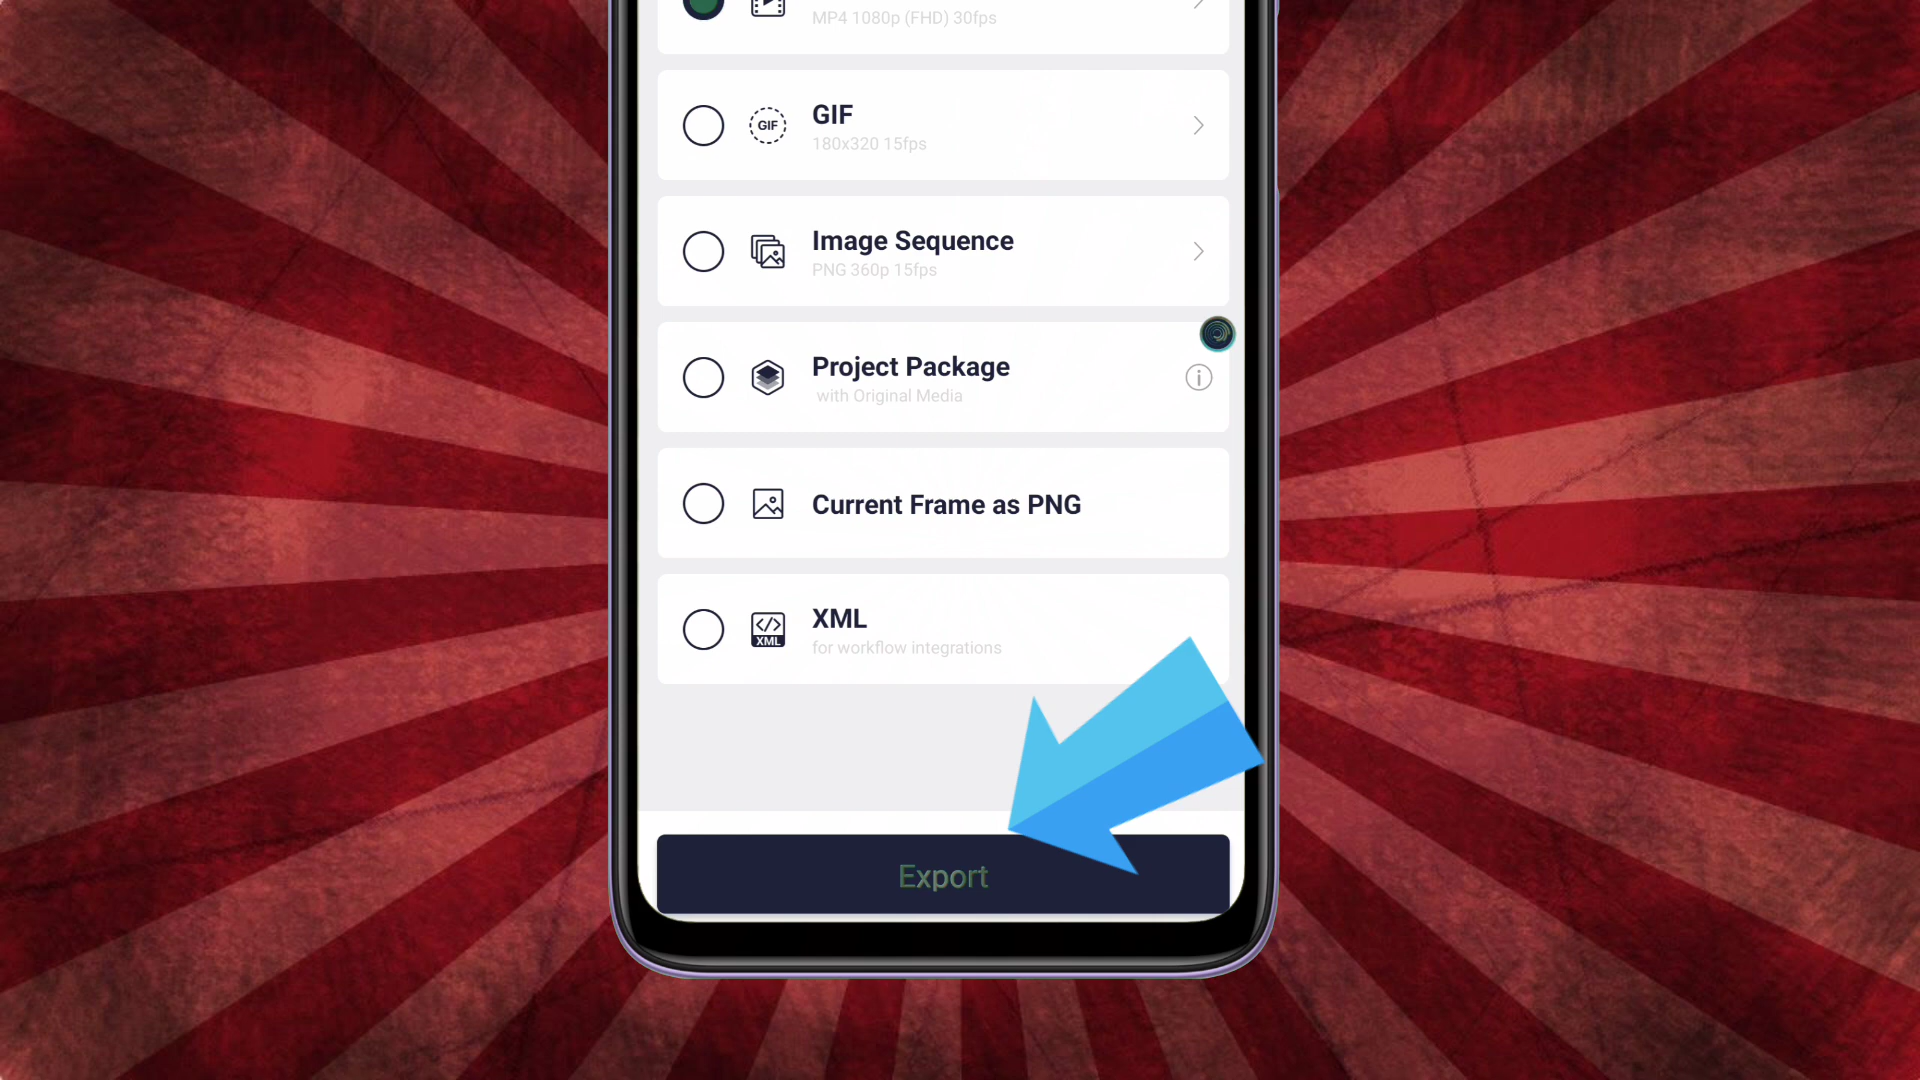 MP4 1080p (FHD) 30fps
GIF
GIF
180x320 15fps
Image Sequence
PNG 360p 15fps
Project Package
with Original Media
Current Frame as PNG
XML
XML
for workflow integrations
Export